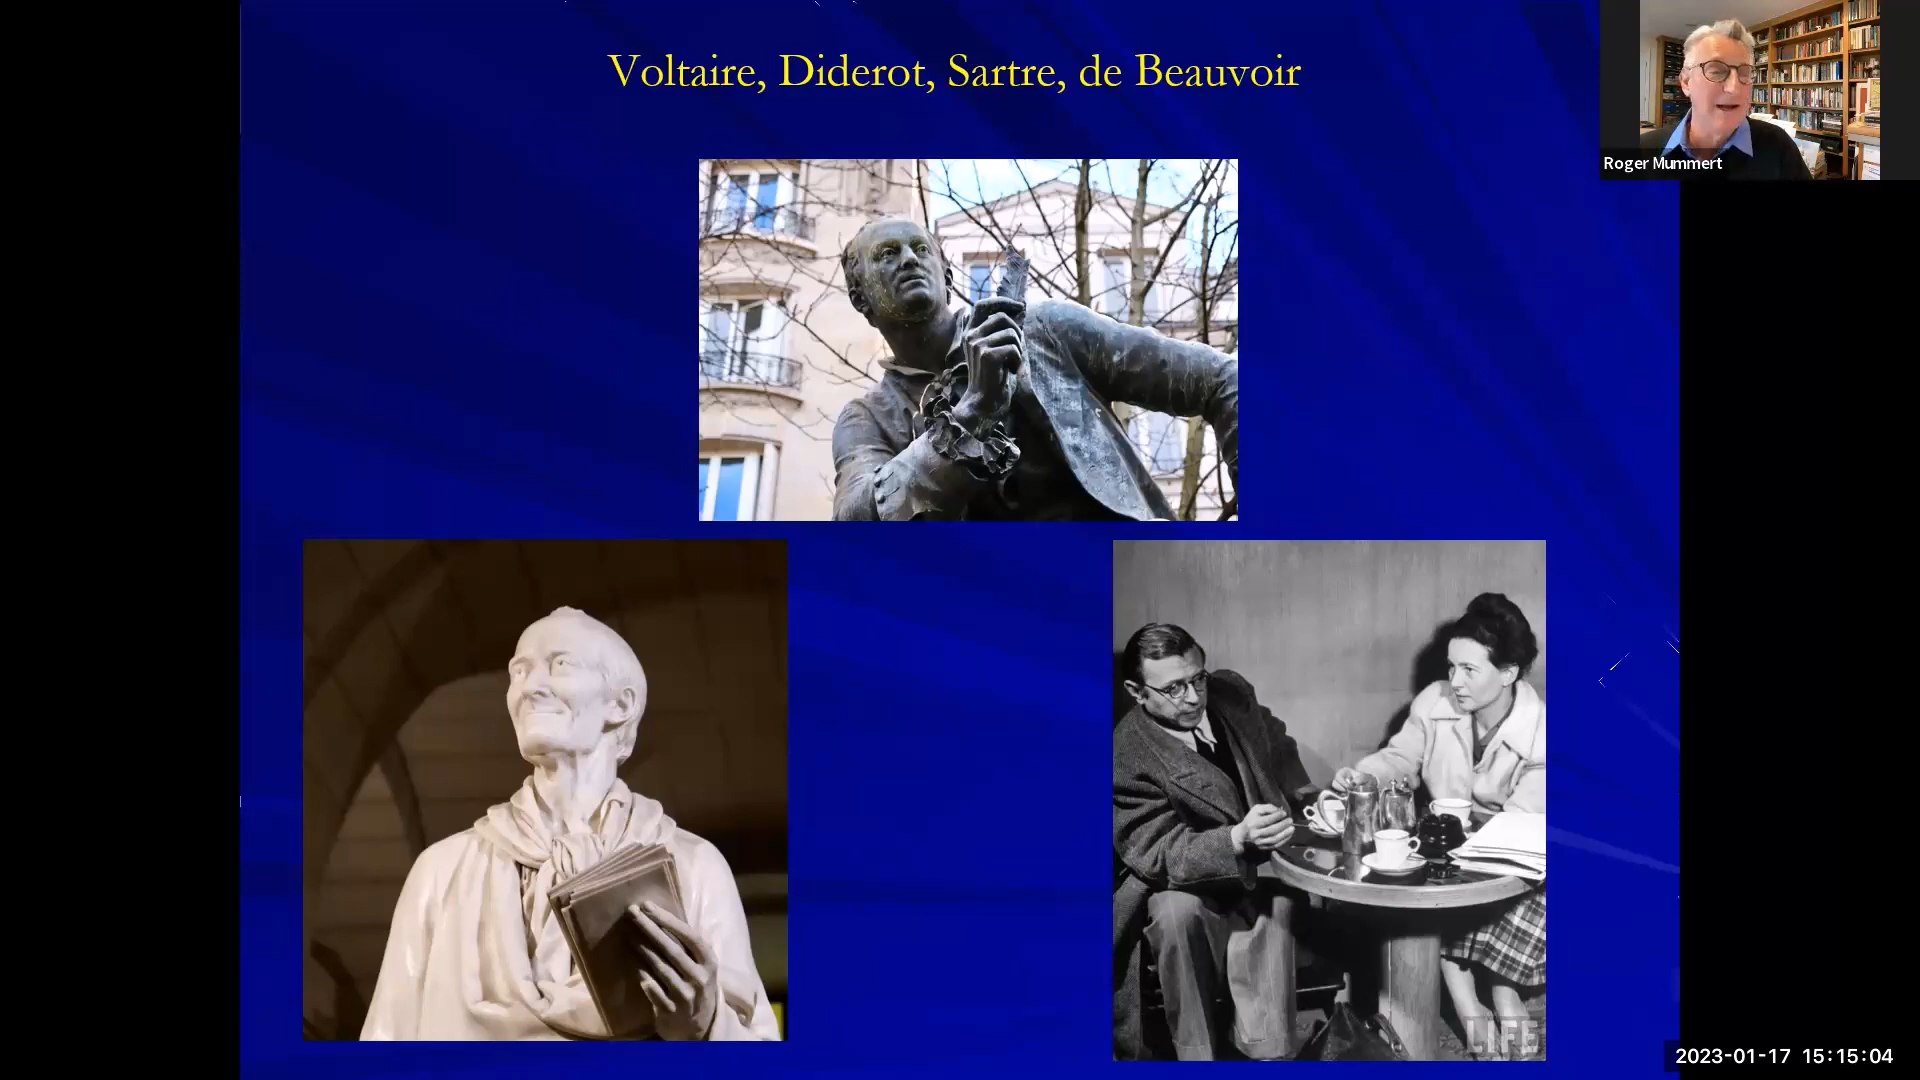 Voltaire, Diderot, Sartre, de Beauvoir
Roger Mummert
LIFE
2023-01-17 15:15:04